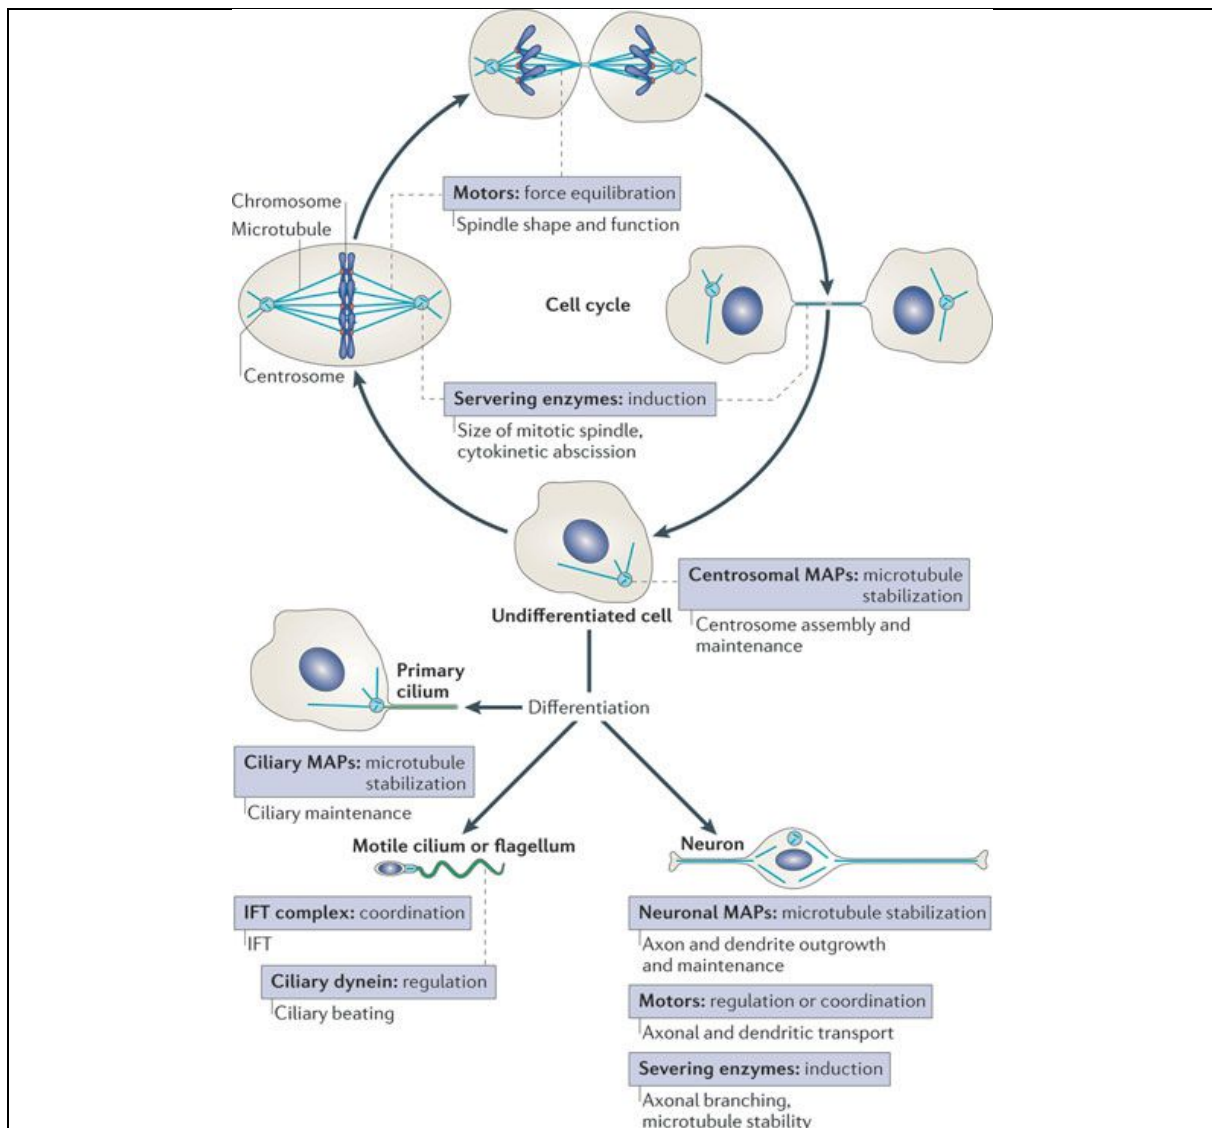 Motors: force equilibration
Spindle shape and function
Chromosome
Microtubule
Cell cycle
Centrosome
Servering enzymes: induction
Size of mitotic spindle,
cytokinetic abscission
Centrosomal MAPs: microtubule
stabilization
Centrosome assembly and
maintenance
Undifferentiated cell
Primary
cilium
Differentiation
Ciliary MAPs: microtubule
stabilization
Ciliary maintenance
Motile cilium or flagellum
IFT complex: coordination
IFT
Ciliary dynein: regulation
Ciliary beating
Neuron
Neuronal MAPs: microtubule stabilization
Axon and dendrite outgrowth
and maintenance
Motors: regulation or coordination
Axonal and dendritic transport
Severing enzymes: induction
Axonal branching,
microtubule stability